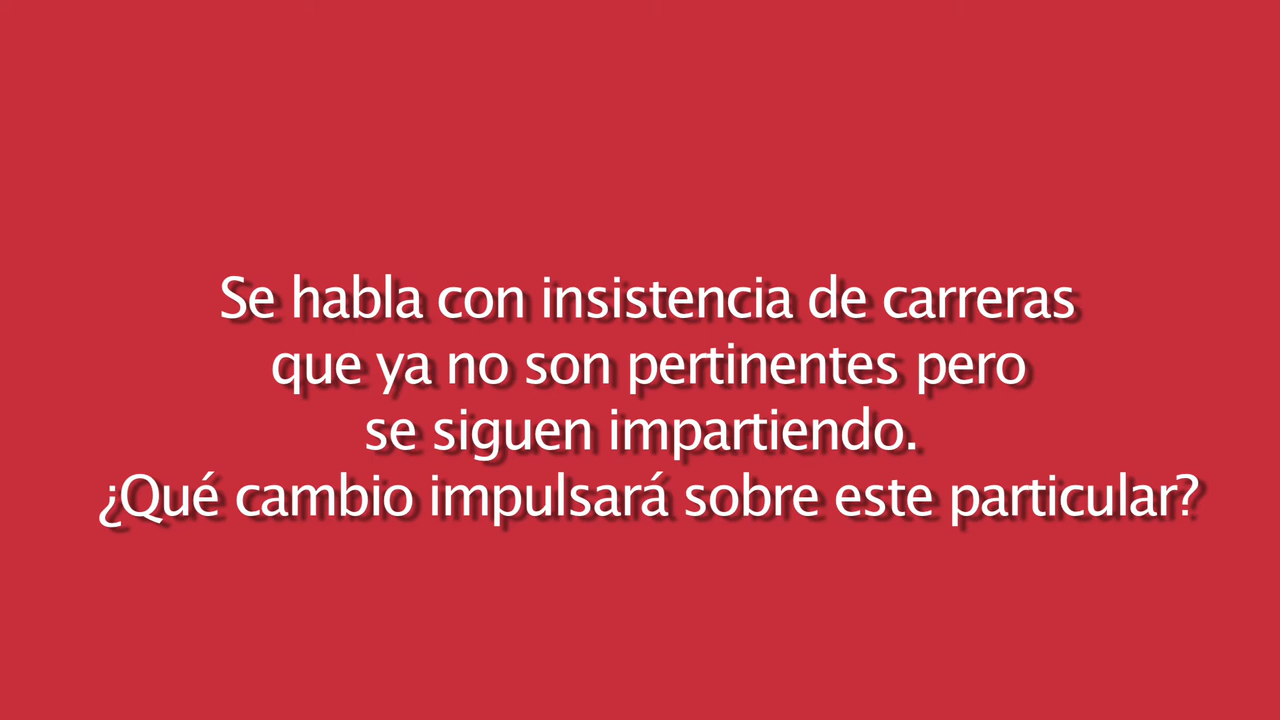 Se habla con insistencia de carreras
que ya no son pertinentes pero
se siguen impartiendo.
¿Qué cambio impulsará sobre este particular?